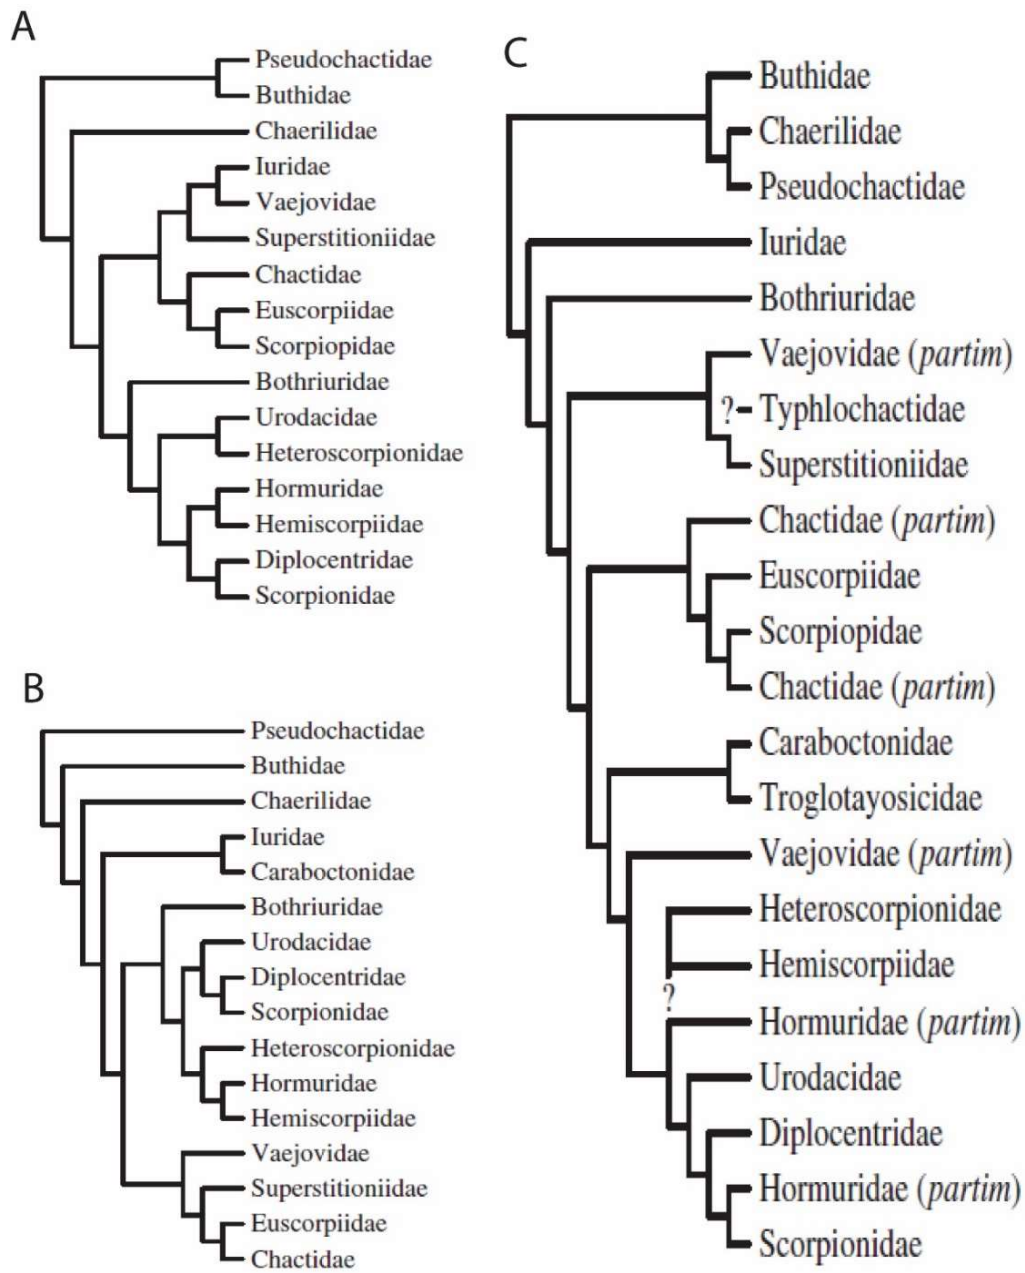 A
Pseudochactidae
Buthidae
Chaerilidae
Iuridae
Vaejovidae
Superstitioniidae
Chactidae
Euscorpiidae
Scorpiopidae
Bothriuridae
Urodacidae
Heteroscorpionidae
Hormuridae
Hemiscorpiidae
Diplocentridae
Scorpionidae
B
Pseudochactidae
Buthidae
Chaerilidae
Iuridae
Caraboctonidae
Bothriuridae
Urodacidae
Diplocentridae
Scorpionidae
Heteroscorpionidae
Hormuridae
Hemiscorpiidae
Vaejovidae
Superstitioniidae
Euscorpiidae
Chactidae
C
Buthidae
Chaerilidae
Pseudochactidae
Iuridae
Bothriuridae
Vaejovidae (partim)
? Typhlochactidae
Superstitioniidae
Chactidae (partim)
Euscorpiidae
Scorpiopidae
Chactidae (partim)
Caraboctonidae
Troglotayosicidae
Vaejovidae (partim)
Heteroscorpionidae
Hemiscorpiidae
?
Hormuridae (partim)
Urodacidae
Diplocentridae
Hormuridae (partim)
Scorpionidae